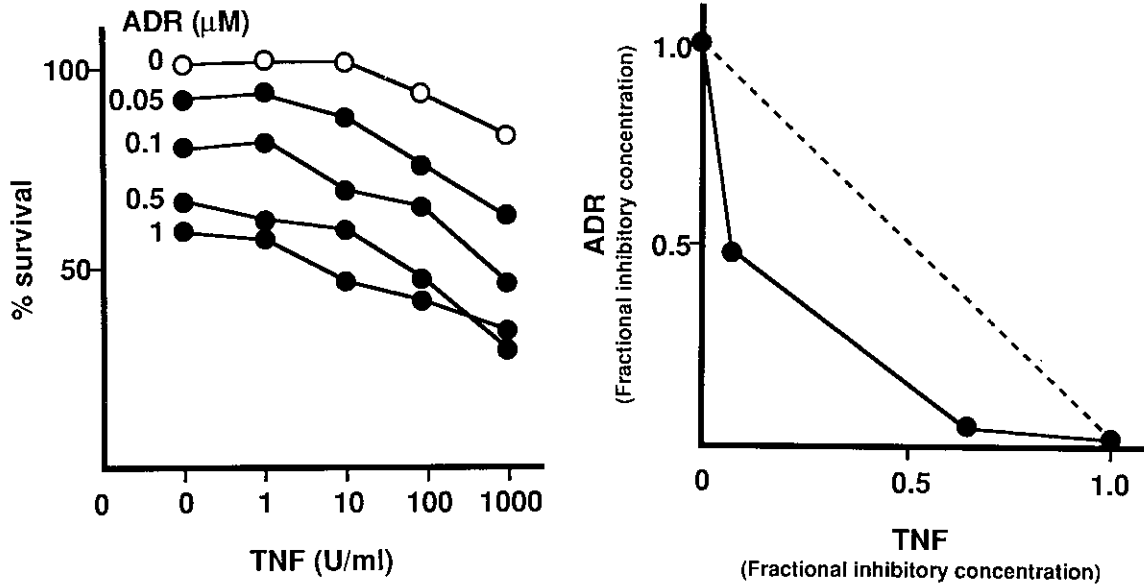 ADR (μM)
100
0
0.05
0.1
0.5
1
50
% survival
0 0 1 10 100 1000
TNF (U/ml)
1.0
0.5
ADR
(Fractional inhibitory concentration)
0 0.5 1.0
TNF
(Fractional inhibitory concentration)